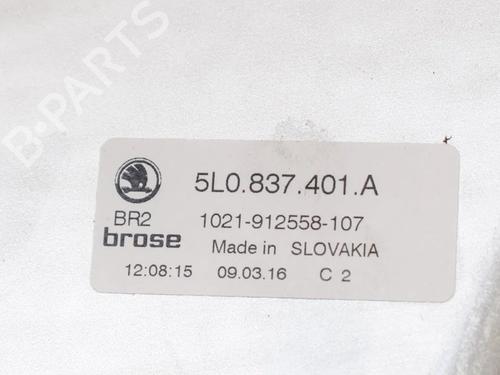 B-PARTS
5L0.837.401.A
BR2 1021-912558-107
brose Made in SLOVAKIA
12:08:15 09.03.16 C 2